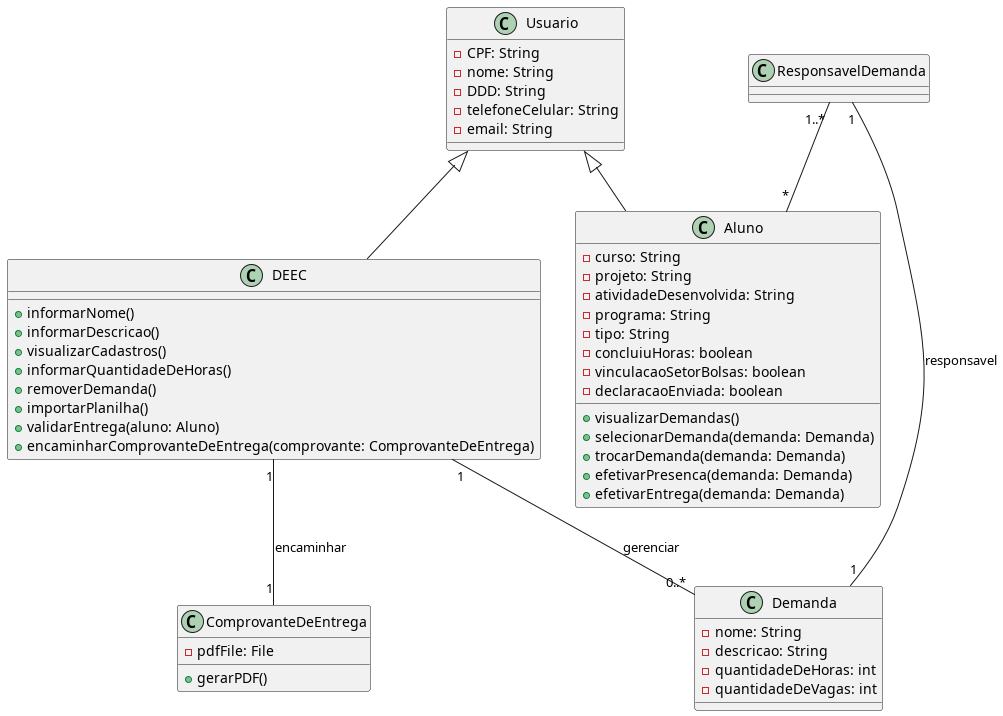 C Usuario
CPF: String
nome: String
DDD: String
telefoneCelular: String
email: String
C ResponsavelDemanda
1..*
1
*
C Aluno
curso: String
projeto: String
atividadeDesenvolvida: String
programa: String
tipo: String
concluiuHoras: boolean
vinculacaoSetorBolsas: boolean
declaracaoEnviada: boolean
visualizarDemandas()
selecionarDemanda(demanda: Demanda)
trocarDemanda(demanda: Demanda)
efetivarPresenca(demanda: Demanda)
efetivarEntrega(demanda: Demanda)
C DEEC
informarNome()
informarDescricao()
visualizarCadastros()
informarQuantidadeDeHoras()
removerDemanda()
importarPlanilha()
validarEntrega(aluno: Aluno)
encaminharComprovanteDeEntrega(comprovante: ComprovanteDeEntrega)
responsavel
1
1
encaminhar
gerenciar
1
0..*
1
C ComprovanteDeEntrega
pdfFile: File
gerarPDF()
C Demanda
nome: String
descricao: String
quantidadeDeHoras: int
quantidadeDeVagas: int